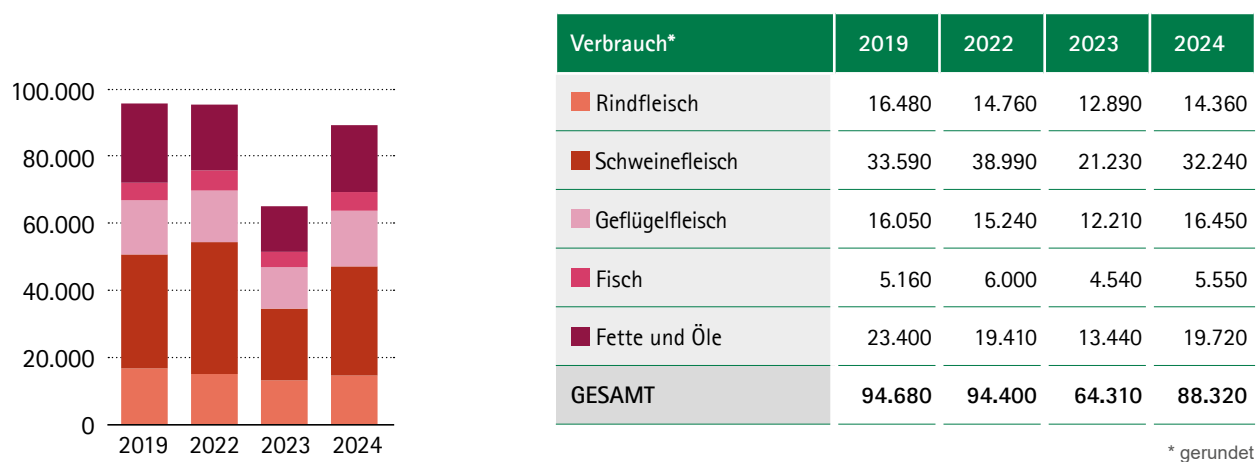 100.000
80.000
60.000
40.000
20.000
0
2019 2022 2023 2024
Verbrauch* 2019 2022 2023 2024
Rindfleisch 16.480 14.760 12.890 14.360
Schweinefleisch 33.590 38.990 21.230 32.240
Geflügelfleisch 16.050 15.240 12.210 16.450
Fisch 5.160 6.000 4.540 5.550
Fette und Öle 23.400 19.410 13.440 19.720
GESAMT 94.680 94.400 64.310 88.320
* gerundet